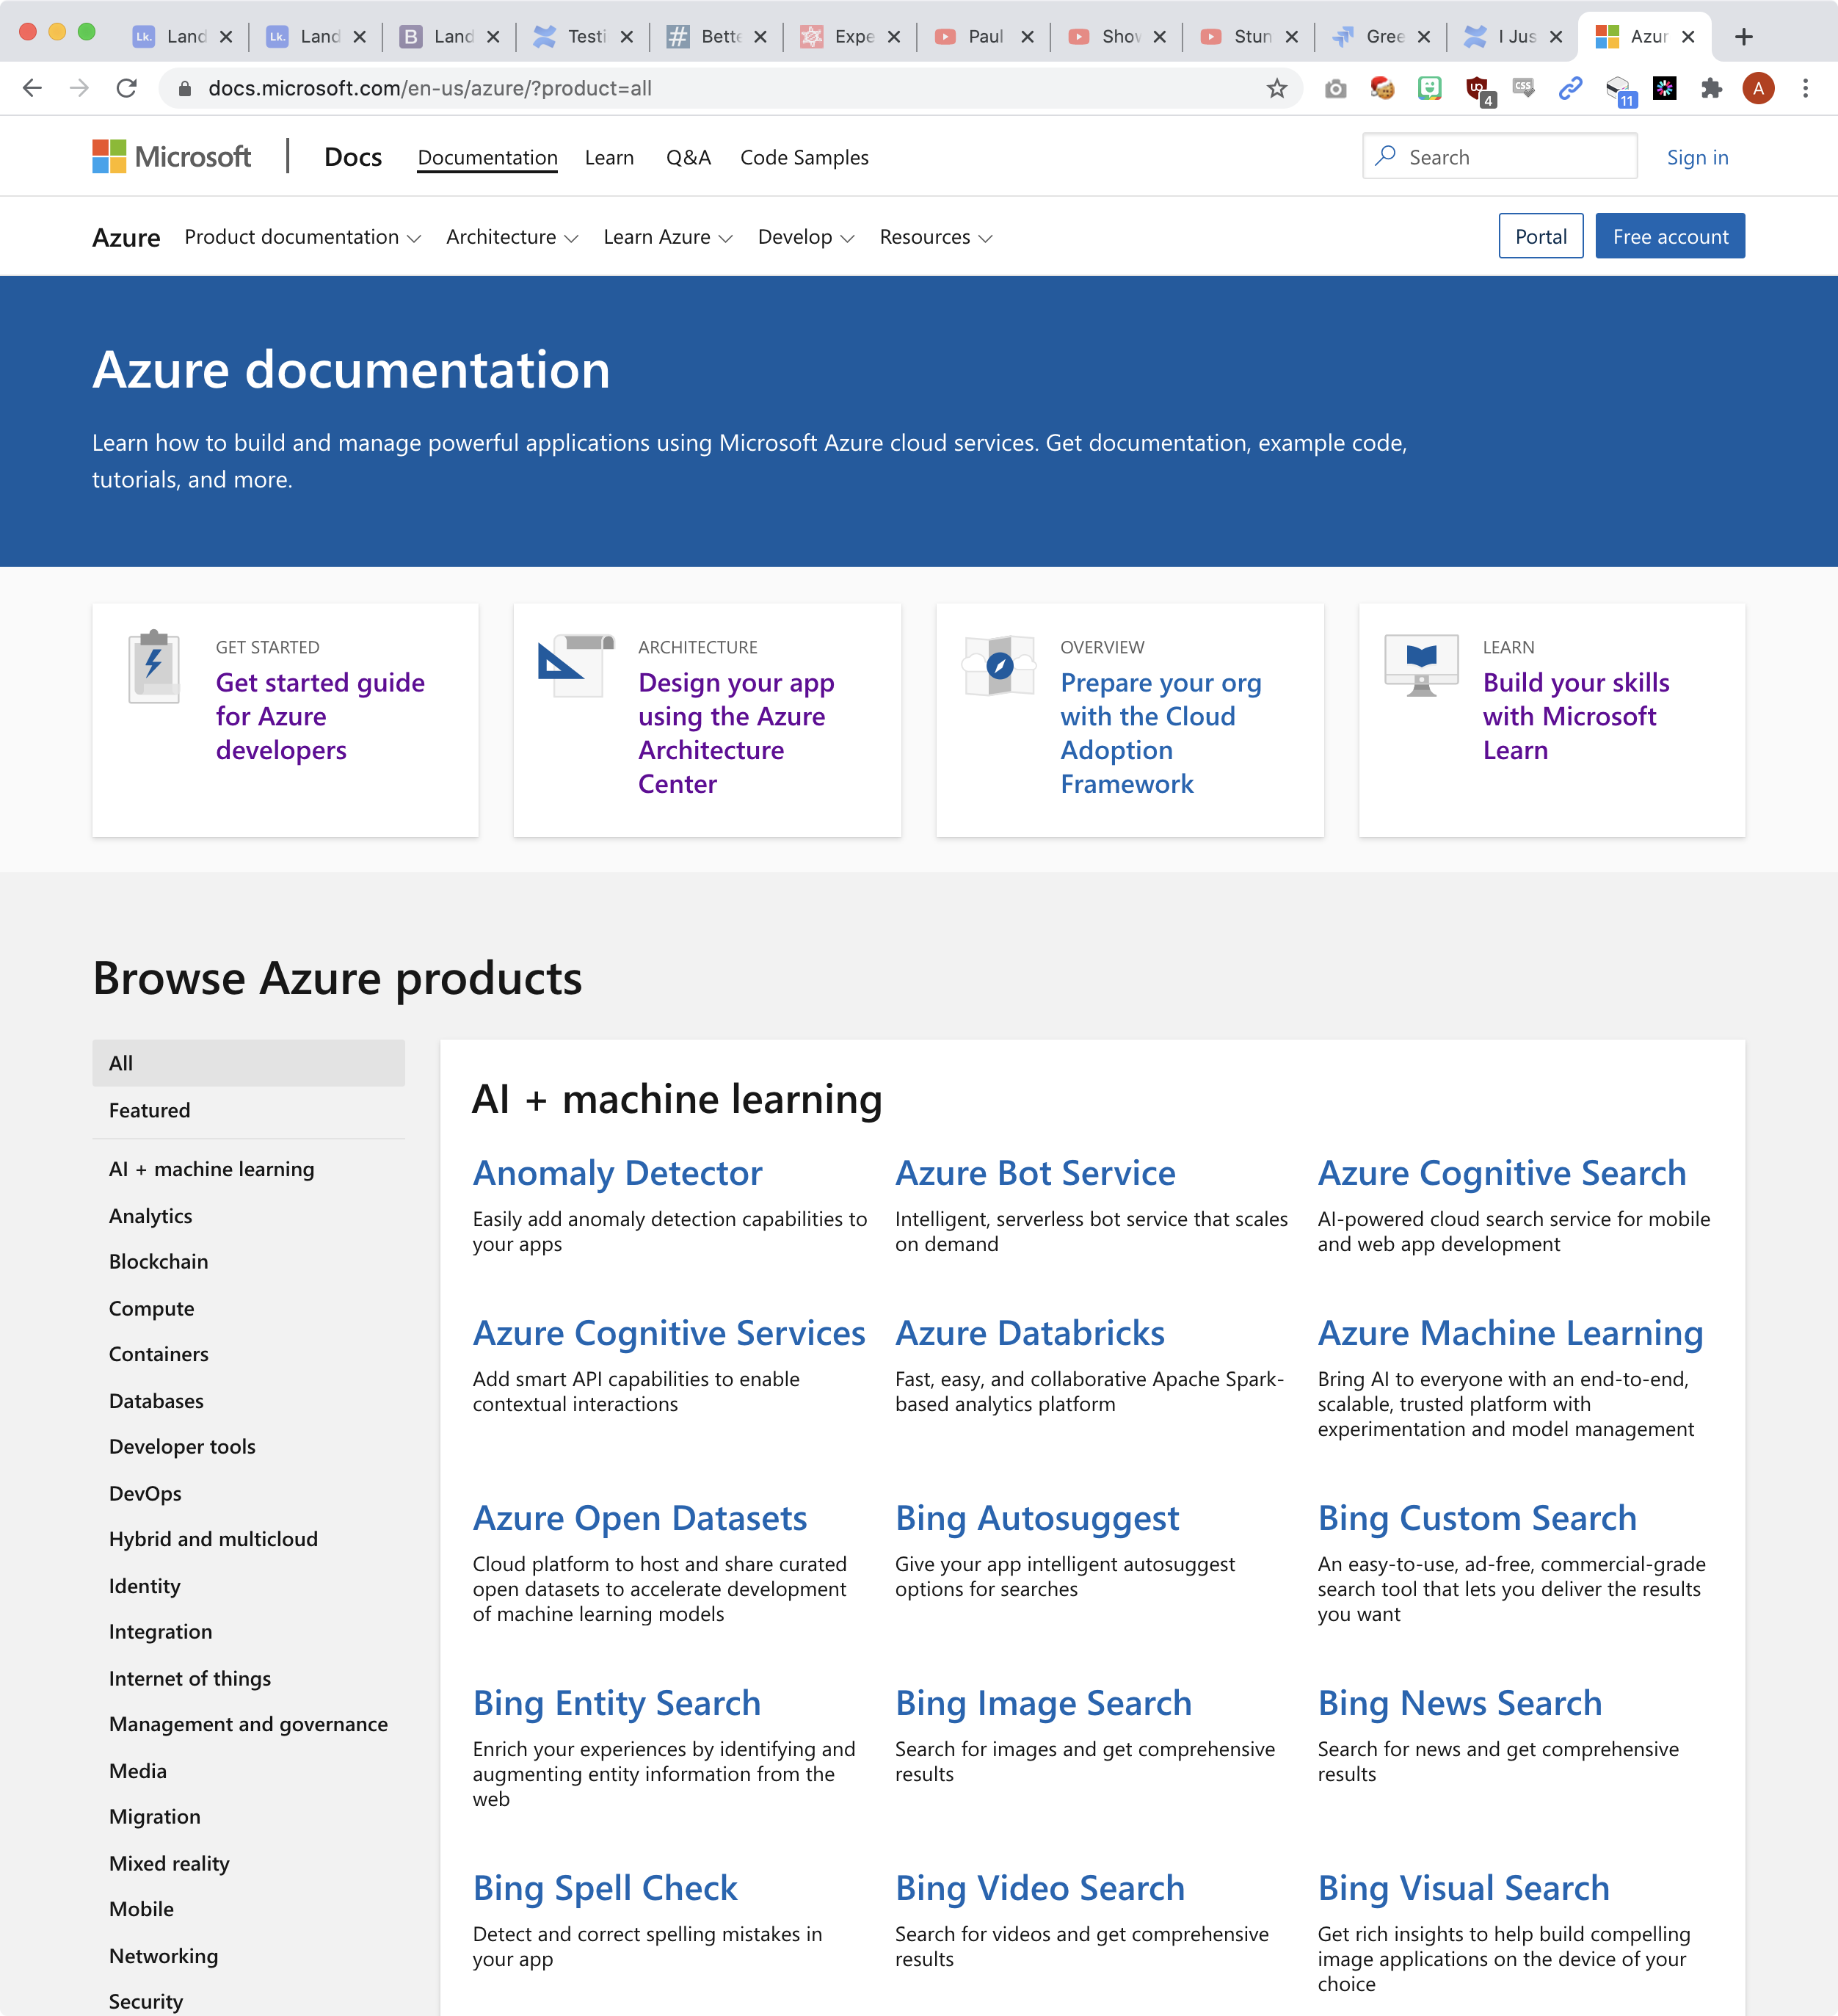 Land
Land
Land
Testi
Bette
Expe
Paul
Show
Stun
Gree
I Jus
Azur
docs.microsoft.com/en-us/azure/?product=all
4
11
A
Microsoft
Docs
Documentation
Learn
Q&A
Code Samples
Search
Sign in
Azure
Product documentation
Architecture
Learn Azure
Develop
Resources
Portal
Free account
Azure documentation
Learn how to build and manage powerful applications using Microsoft Azure cloud services. Get documentation, example code,
tutorials, and more.
GET STARTED
Get started guide
for Azure
developers
ARCHITECTURE
Design your app
using the Azure
Architecture
Center
OVERVIEW
Prepare your org
with the Cloud
Adoption
Framework
LEARN
Build your skills
with Microsoft
Learn
Browse Azure products
All
Featured
AI + machine learning
Analytics
Blockchain
Compute
Containers
Databases
Developer tools
DevOps
Hybrid and multicloud
Identity
Integration
Internet of things
Management and governance
Media
Migration
Mixed reality
Mobile
Networking
Security
AI + machine learning
Anomaly Detector
Easily add anomaly detection capabilities to
your apps
Azure Bot Service
Intelligent, serverless bot service that scales
on demand
Azure Cognitive Search
AI-powered cloud search service for mobile
and web app development
Azure Cognitive Services
Add smart API capabilities to enable
contextual interactions
Azure Databricks
Fast, easy, and collaborative Apache Spark-
based analytics platform
Azure Machine Learning
Bring AI to everyone with an end-to-end,
scalable, trusted platform with
experimentation and model management
Azure Open Datasets
Cloud platform to host and share curated
open datasets to accelerate development
of machine learning models
Bing Autosuggest
Give your app intelligent autosuggest
options for searches
Bing Custom Search
An easy-to-use, ad-free, commercial-grade
search tool that lets you deliver the results
you want
Bing Entity Search
Enrich your experiences by identifying and
augmenting entity information from the
web
Bing Image Search
Search for images and get comprehensive
results
Bing News Search
Search for news and get comprehensive
results
Bing Spell Check
Detect and correct spelling mistakes in
your app
Bing Video Search
Search for videos and get comprehensive
results
Bing Visual Search
Get rich insights to help build compelling
image applications on the device of your
choice